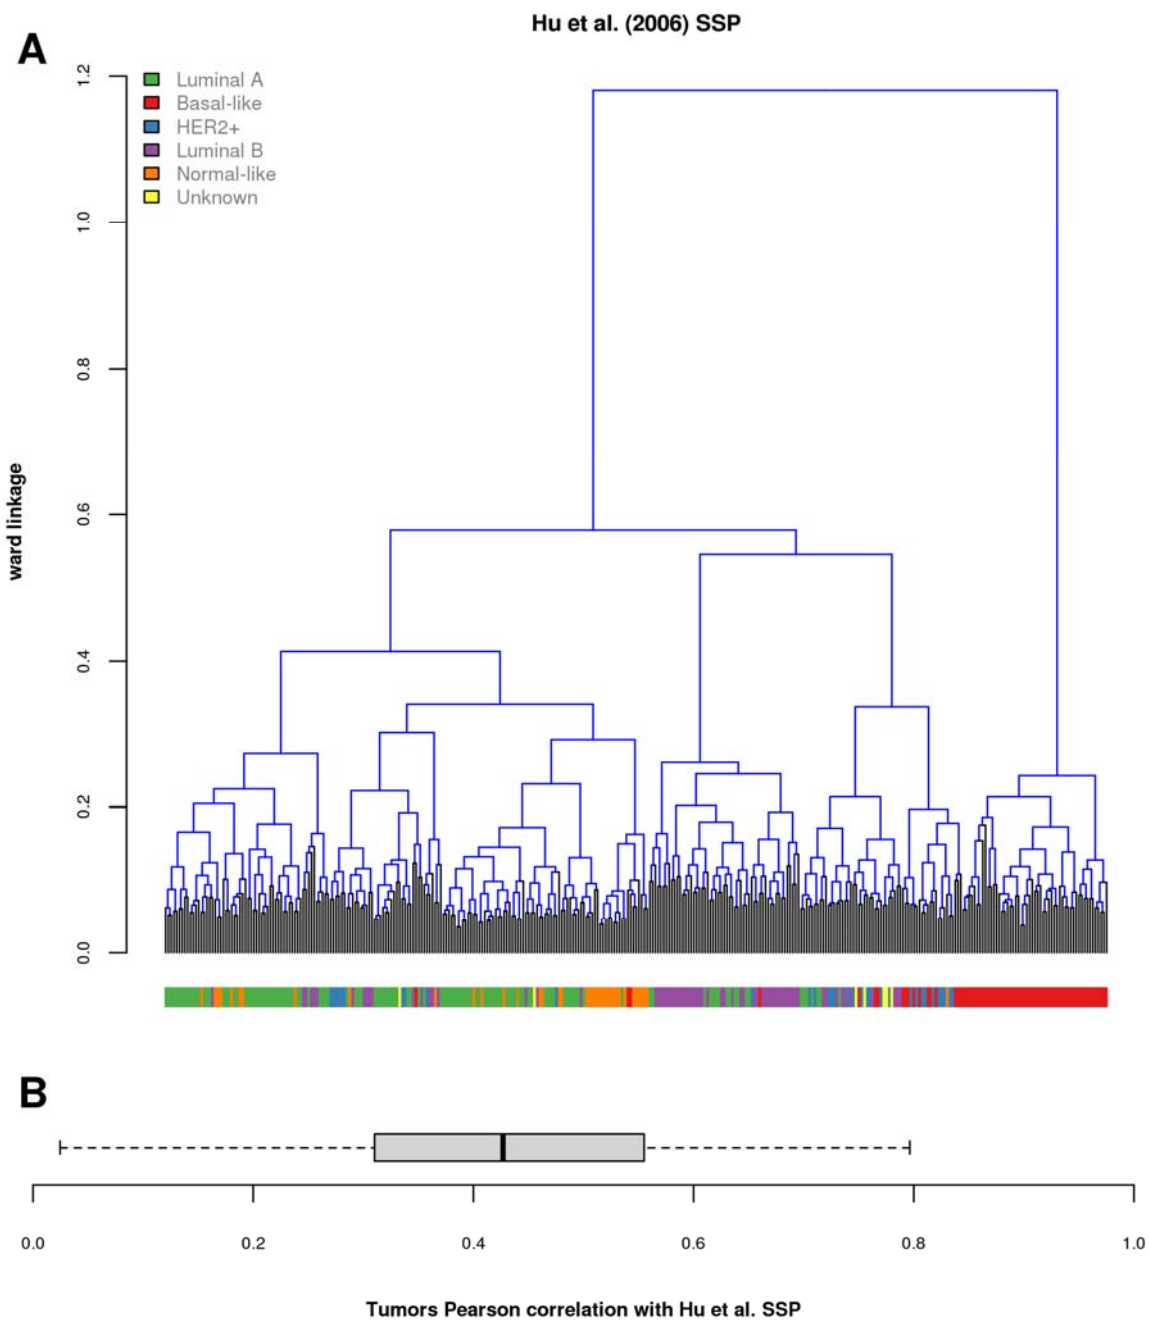 Hu et al. (2006) SSP
A
Luminal A
Basal-like
HER2+
Luminal B
Normal-like
Unknown
1.2
1.0
0.8
0.6
0.4
0.2
0.0
ward linkage
B
0.0 0.2 0.4 0.6 0.8 1.0
Tumors Pearson correlation with Hu et al. SSP